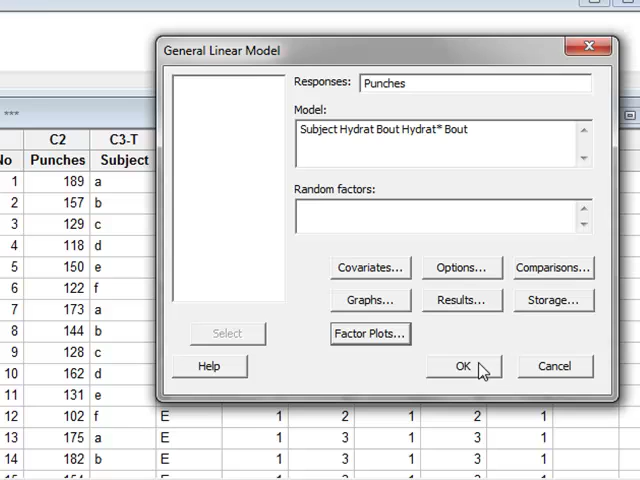 General Linear Model
Responses: Punches
Model:
Subject Hydrat Bout Hydrat* Bout
Random factors:
Covariates... Options... Comparisons...
Graphs... Results... Storage...
Select Factor Plots...
Help OK Cancel
***
C2 C3-T
No Punches Subject
1 189 a
2 157 b
3 129 c
4 118 d
5 150 e
6 122 f
7 173 a
8 144 b
9 128 c
10 162 d
11 131 e
12 102 f E 1 2 1 2 1
13 175 a E 1 3 1 3 1
14 182 b E 1 3 1 3 1